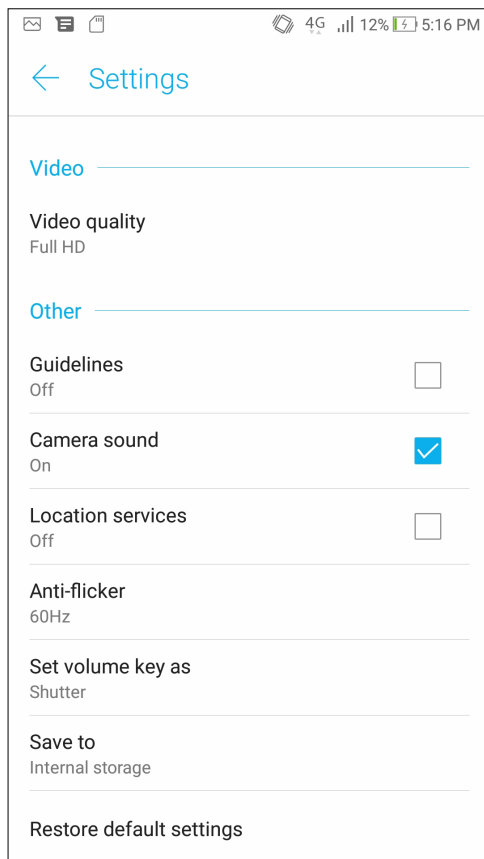 4G 12% 5:16 PM
Settings
Video
Video quality
Full HD
Other
Guidelines
Off
Camera sound
On
Location services
Off
Anti-flicker
60Hz
Set volume key as
Shutter
Save to
Internal storage
Restore default settings